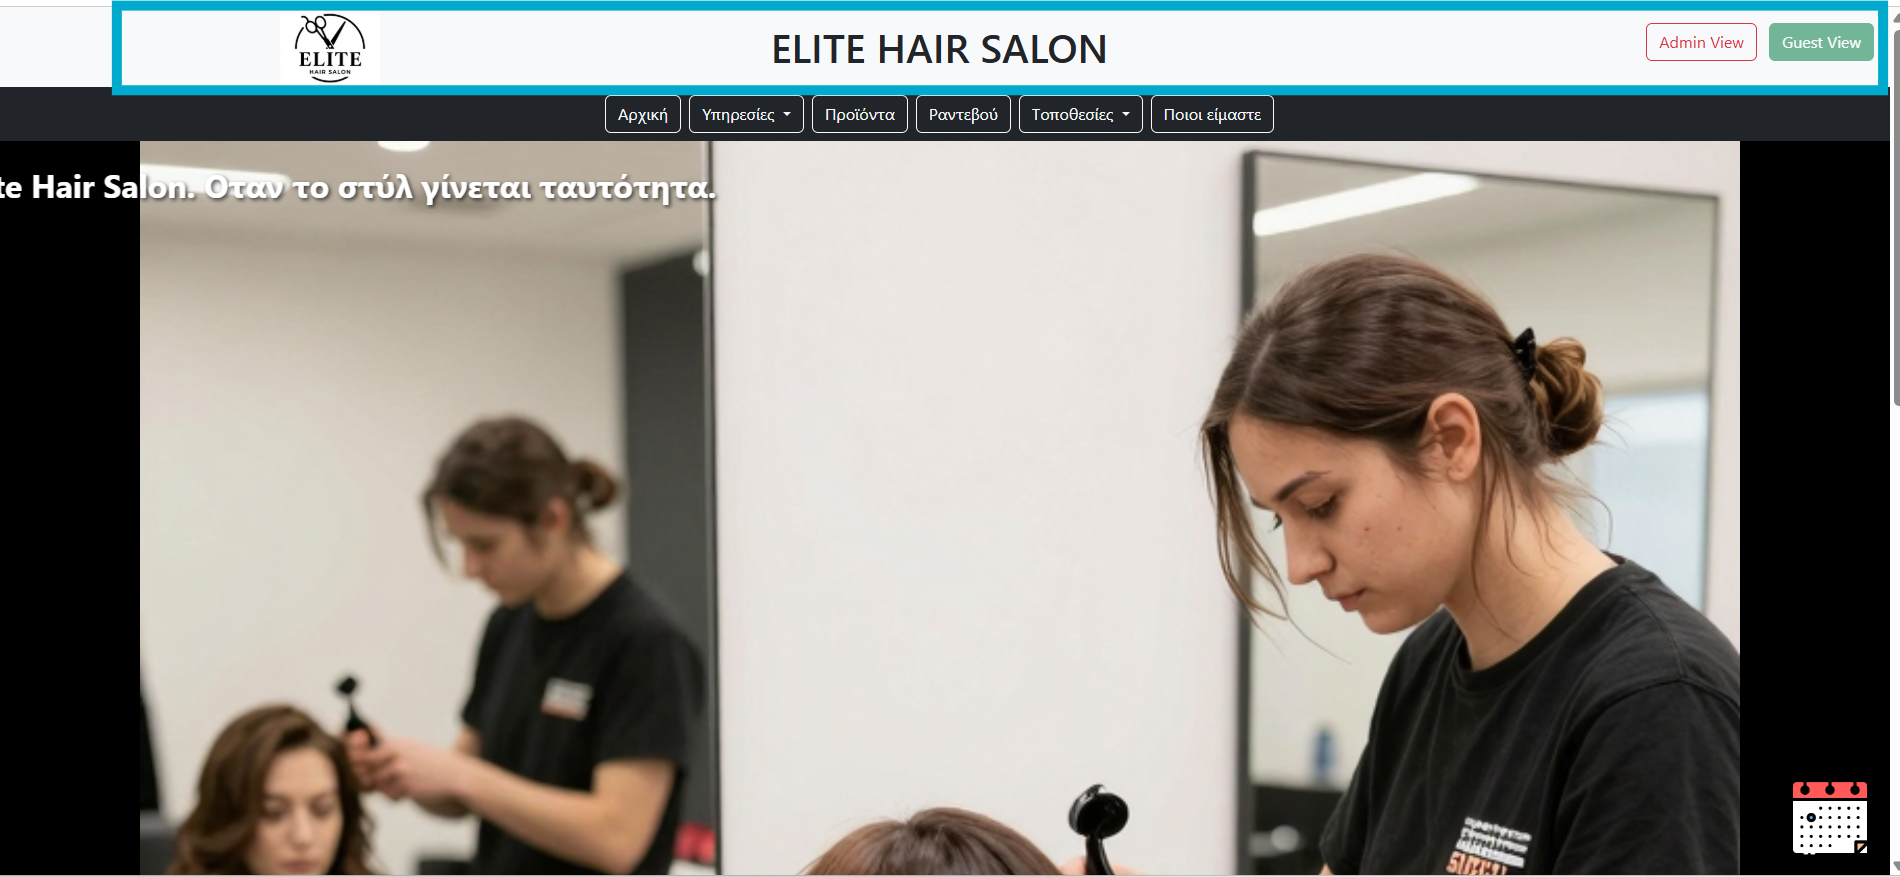 ELITE
HAIR SALON
ELITE HAIR SALON
Admin View
Guest View
Αρχική
Υπηρεσίες
Προϊόντα
Ραντεβού
Τοποθεσίες
Ποιοι είμαστε
te Hair Salon. Όταν το στύλ γίνεται ταυτότητα.